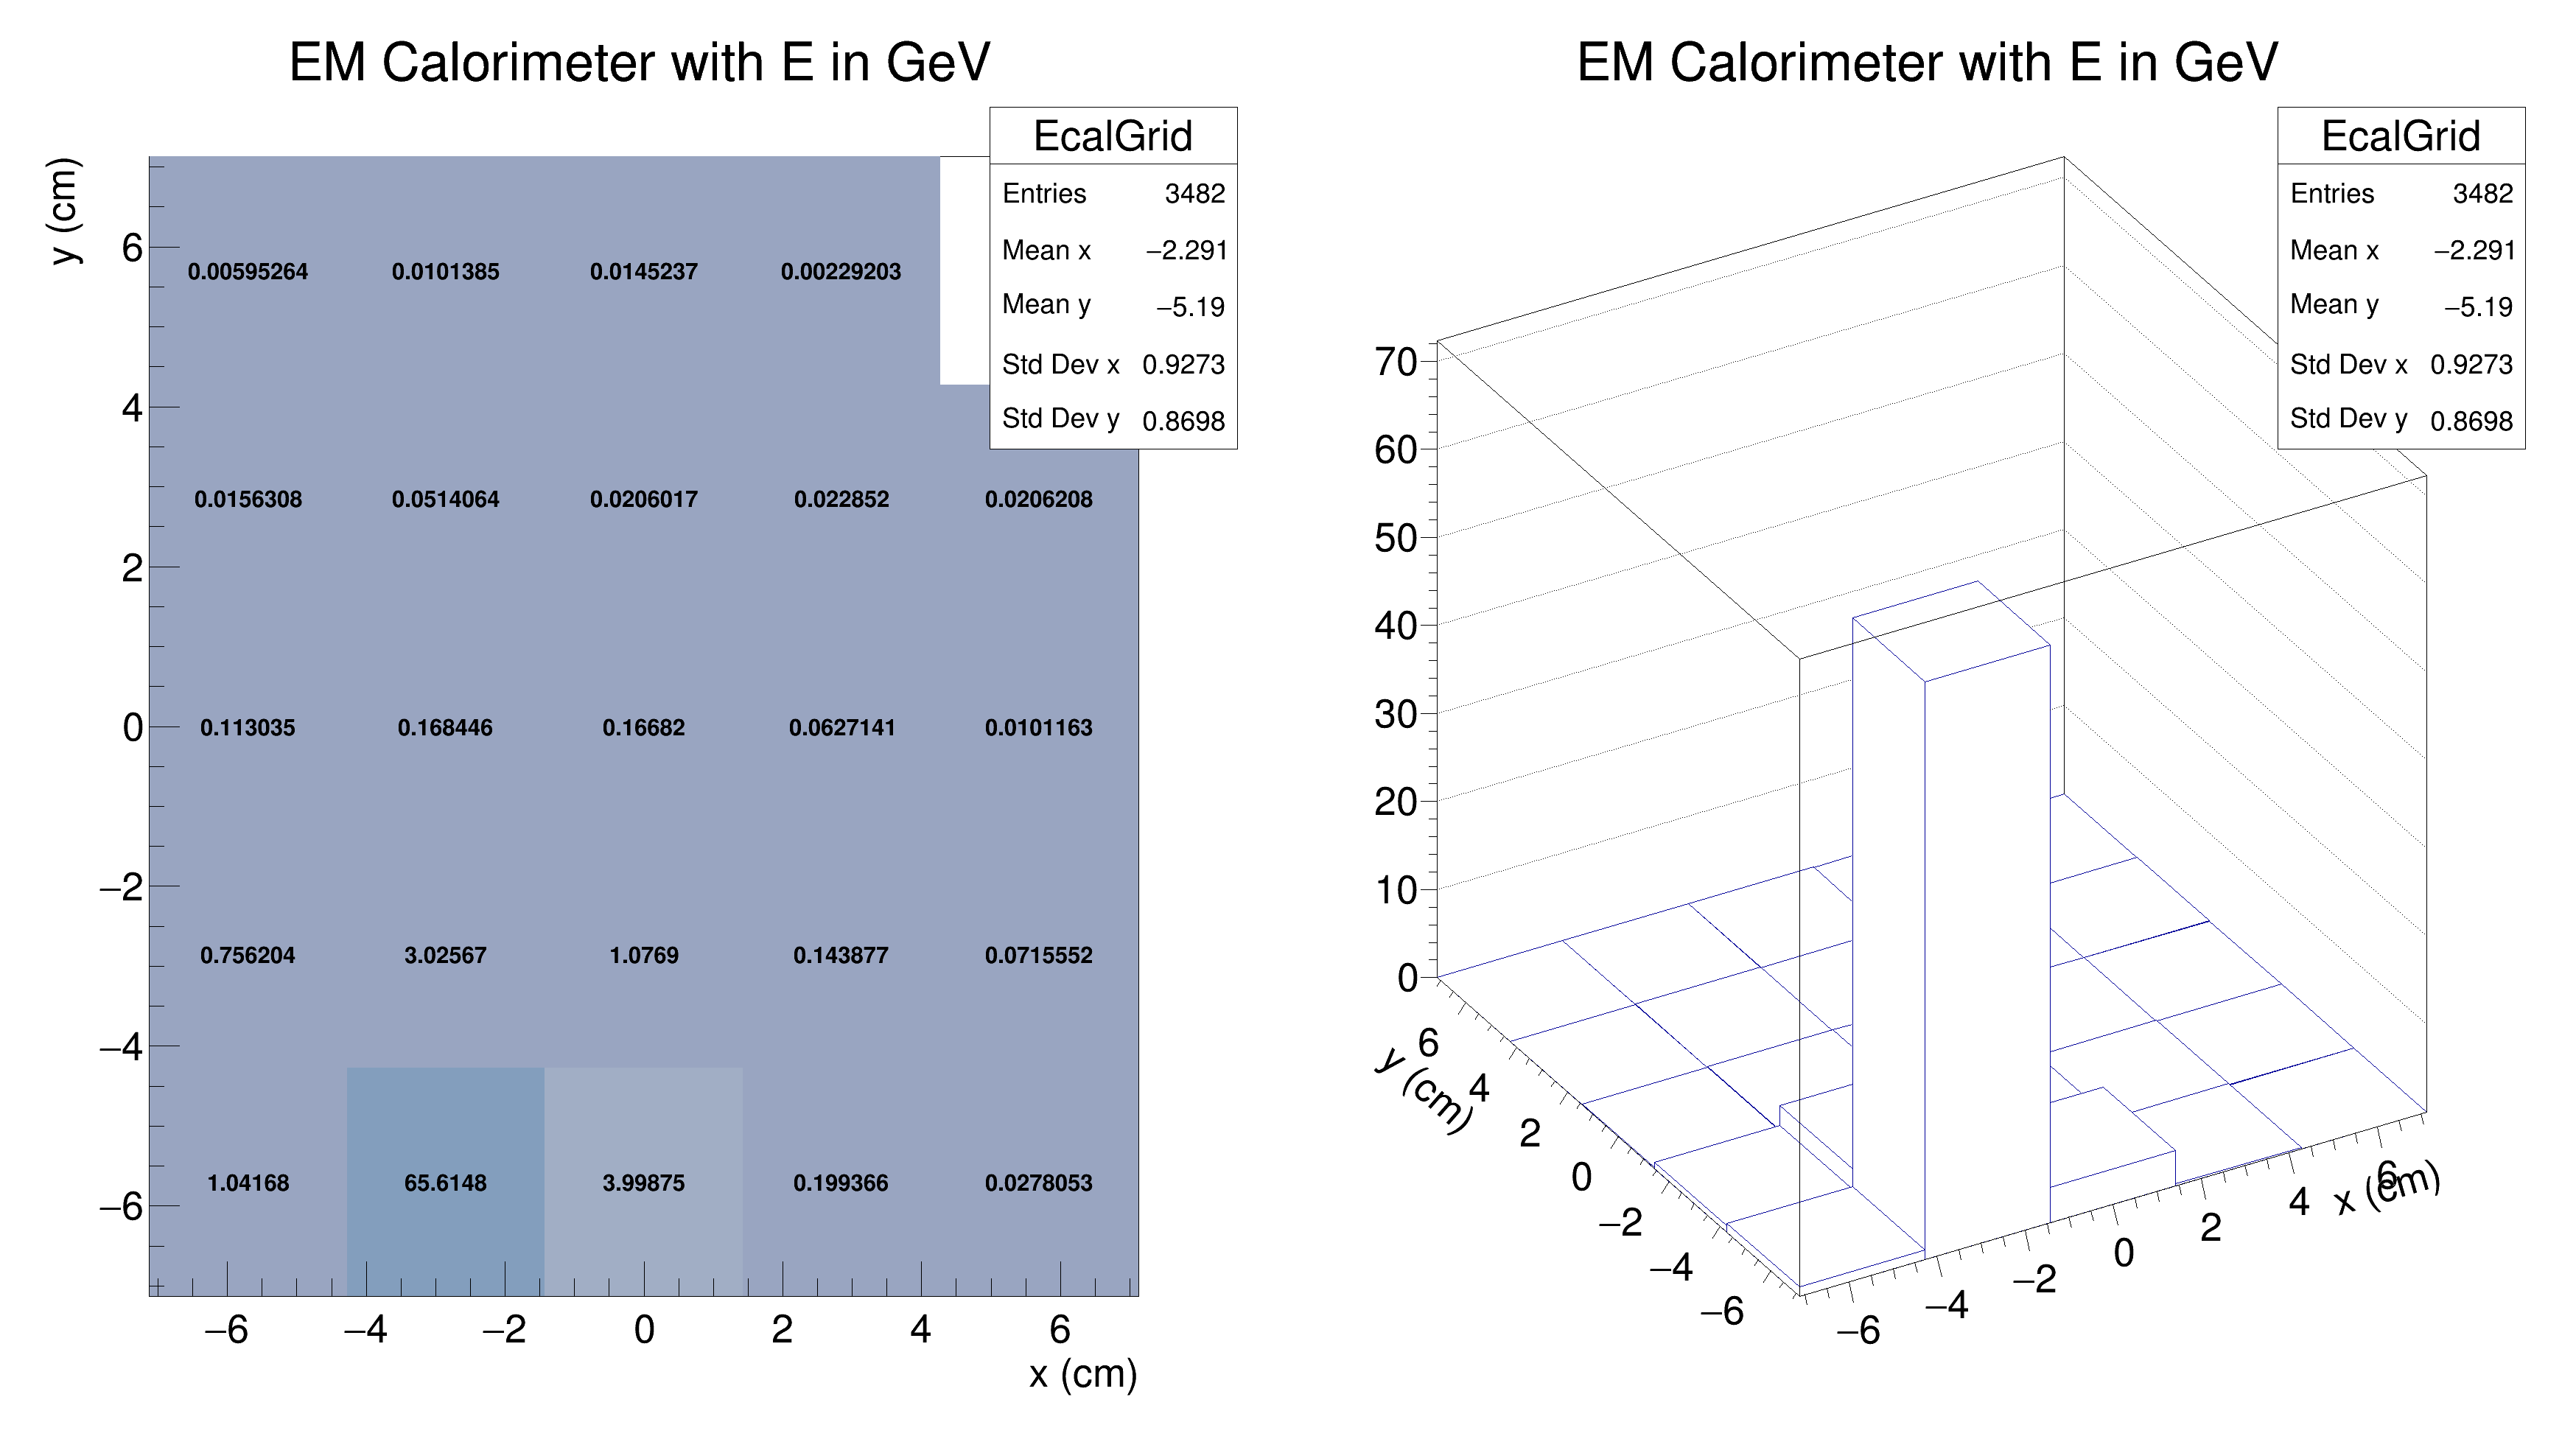 EM Calorimeter with E in GeV
EcalGrid
Entries 3482
Mean x −2.291
Mean y −5.19
Std Dev x 0.9273
Std Dev y 0.8698
y (cm)
6
4
2
0
−2
−4
−6
0.00595264 0.0101385 0.0145237 0.00229203
0.0156308 0.0514064 0.0206017 0.022852 0.0206208
0.113035 0.168446 0.16682 0.0627141 0.0101163
0.756204 3.02567 1.0769 0.143877 0.0715552
1.04168 65.6148 3.99875 0.199366 0.0278053
−6 −4 −2 0 2 4 6
x (cm)
EM Calorimeter with E in GeV
EcalGrid
Entries 3482
Mean x −2.291
Mean y −5.19
Std Dev x 0.9273
Std Dev y 0.8698
70
60
50
40
30
20
10
0
y (cm)
6
4
2
0
−2
−4
−6
−6 −4 −2 0 2 4 6
x (cm)